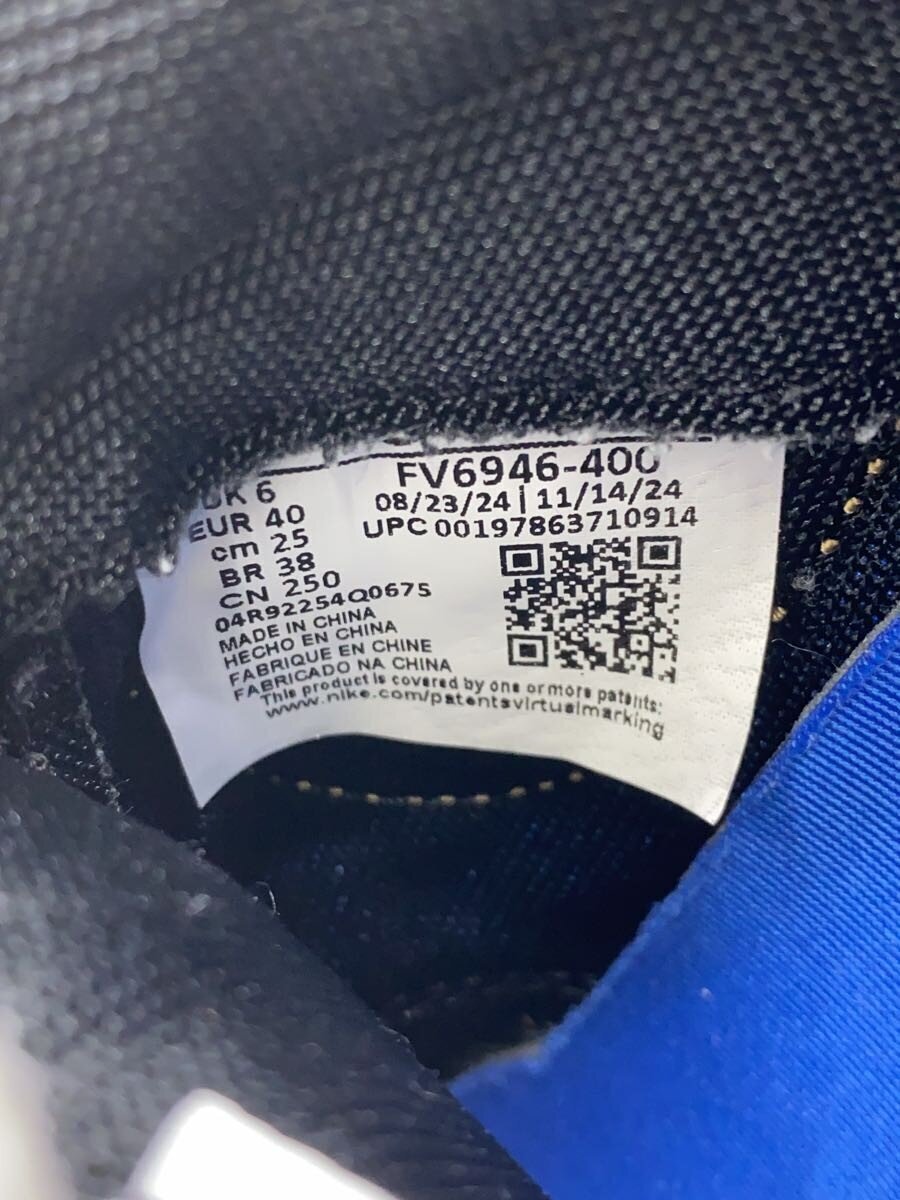 UK 6
EUR 40
cm 25
BR 38
CN 250
04R92254Q067S
MADE IN CHINA
HECHO EN CHINA
FABRIQUE EN CHINE
FABRICADO NA CHINA
FV6946-400
08/23/24 | 11/14/24
UPC 00197863710914
This product is covered by one or more patents:
www.nike.com/patentsvirtualmarking